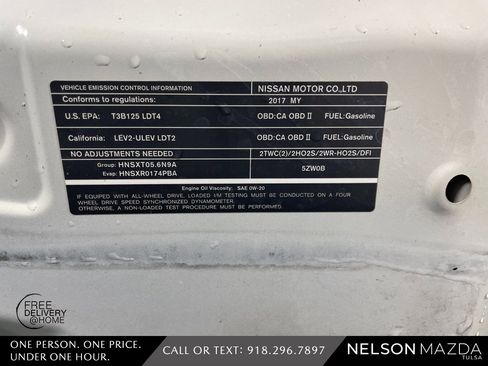 VEHICLE EMISSION CONTROL INFORMATION NISSAN MOTOR CO.,LTD
Conforms to regulations: 2017 MY
U.S. EPA: T3B125 LDT4 OBD:CA OBD II FUEL:Gasoline
California: LEV2-ULEV LDT2 OBD:CA OBD II FUEL:Gasoline
NO ADJUSTMENTS NEEDED 2TWC(2)/2HO2S/2WR-HO2S/DFI
Group: HNSXT05.6N9A
Evap: HNSXR0174PBA 5ZW0B
Engine Oil Viscosity: SAE 0W-20
IF EQUIPPED WITH ALL-WHEEL DRIVE, LOADED I/M TESTING MUST BE CONDUCTED ON A FOUR
WHEEL DRIVE SPEED SYNCHRONIZED DYNAMOMETER.
OTHERWISE, A NON-LOADED TEST PROCEDURE MUST BE USED.
FREE
DELIVERY
@HOME
ONE PERSON. ONE PRICE.
UNDER ONE HOUR.
CALL OR TEXT: 918.296.7897
NELSON MAZDA
TULSA